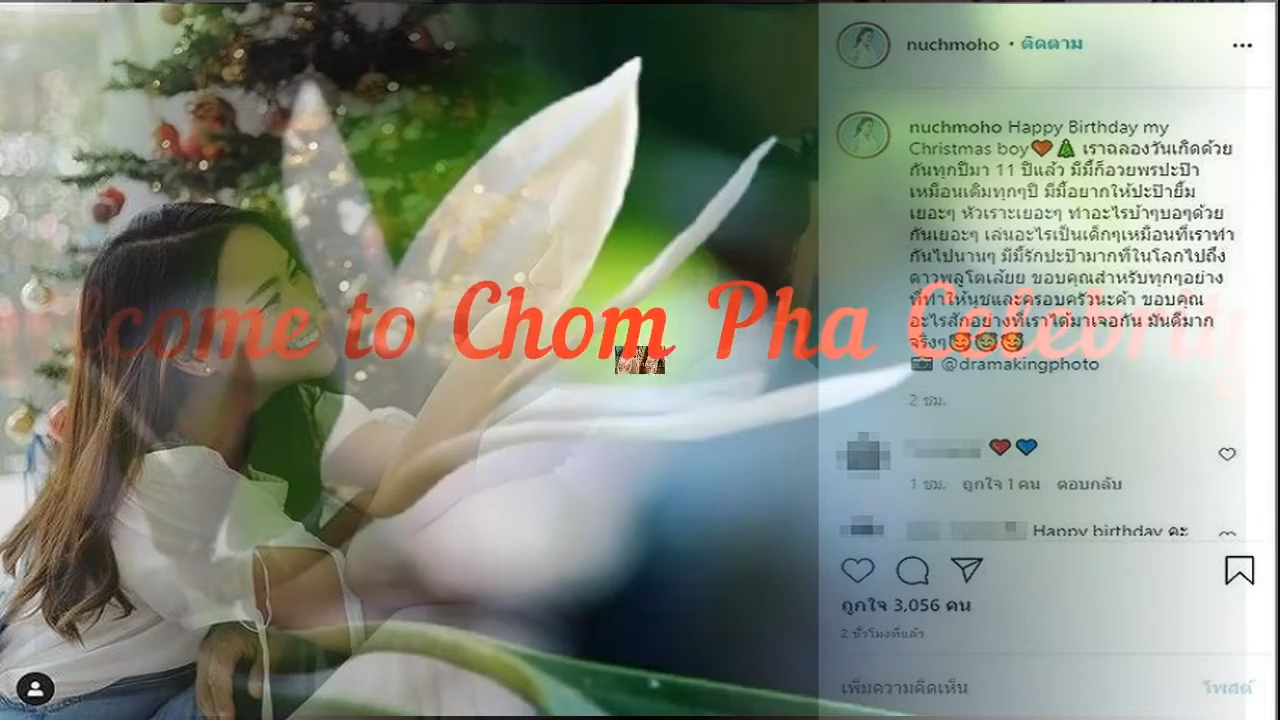 nuchmoho • ติดตาม
nuchmoho Happy Birthday my
Christmas boy❤️🎄 เราฉลองวันเกิดด้วย
กันทุกปีมา 11 ปีแล้ว มีมี้ก็อวยพรปะป๊า
เหมือนเดิมทุกๆปี มีมี้อยากให้ปะป๊ายิ้ม
เยอะๆ หัวเราะเยอะๆ ทำอะไรบ้าๆบอๆด้วย
กันเยอะๆ เล่นอะไรเป็นเด็กๆเหมือนที่เราทำ
กันไปนานๆ มีมี้รักปะป๊ามากที่ในโลกไปถึง
ดาวพลูโตเล้ยย ขอบคุณสำหรับทุกๆอย่าง
ที่ทำให้นุชและครอบครัวนะค้า ขอบคุณ
อะไรสักอย่างที่เราได้มาเจอกัน มันดีมาก
จริงๆ🥰🥰🥰
📷 @dramakingphoto
come to Chom Pha Celebrity
2 ชม.
❤️💙
1 ชม. ถูกใจ 1 คน ตอบกลับ
Happy birthday คะ
ถูกใจ 3,056 คน
2 ชั่วโมงที่แล้ว
เพิ่มความคิดเห็น โพสต์